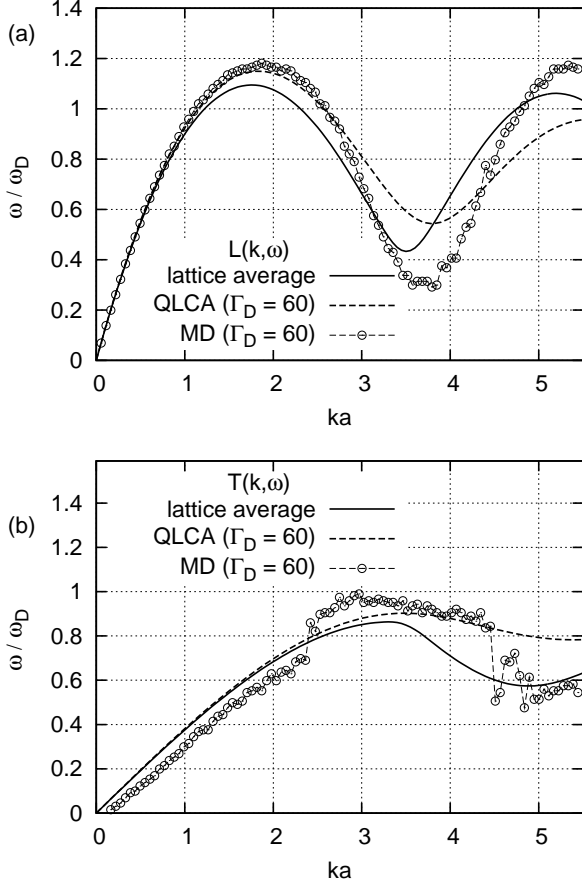 (a)
1.4
1.2
1
0.8
0.6
0.4
0.2
0
ω / ω_D
L(k,ω)
lattice average
QLCA (Γ_D = 60)
MD (Γ_D = 60)
0 1 2 3 4 5
ka
(b)
1.4
1.2
1
0.8
0.6
0.4
0.2
0
ω / ω_D
T(k,ω)
lattice average
QLCA (Γ_D = 60)
MD (Γ_D = 60)
0 1 2 3 4 5
ka